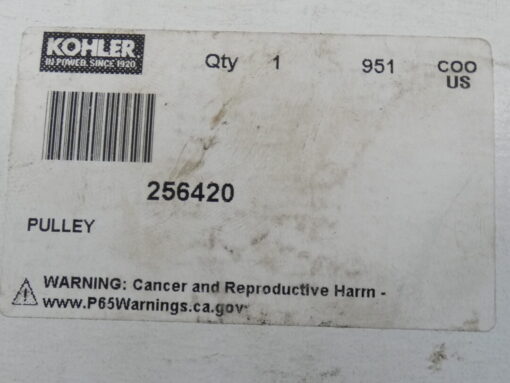 KOHLER
IN POWER. SINCE 1920.
Qty 1 951 COO
US
256420
PULLEY
WARNING: Cancer and Reproductive Harm -
www.P65Warnings.ca.gov